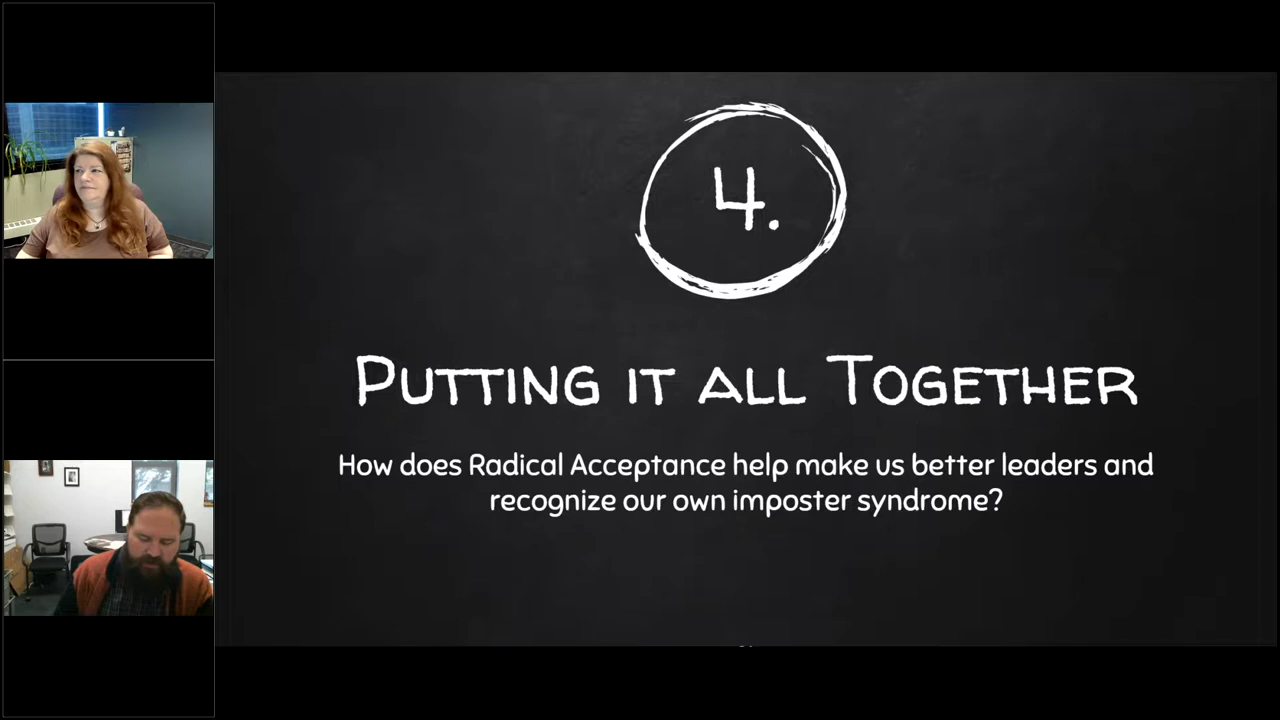 4.
Putting it all Together
How does Radical Acceptance help make us better leaders and
recognize our own imposter syndrome?